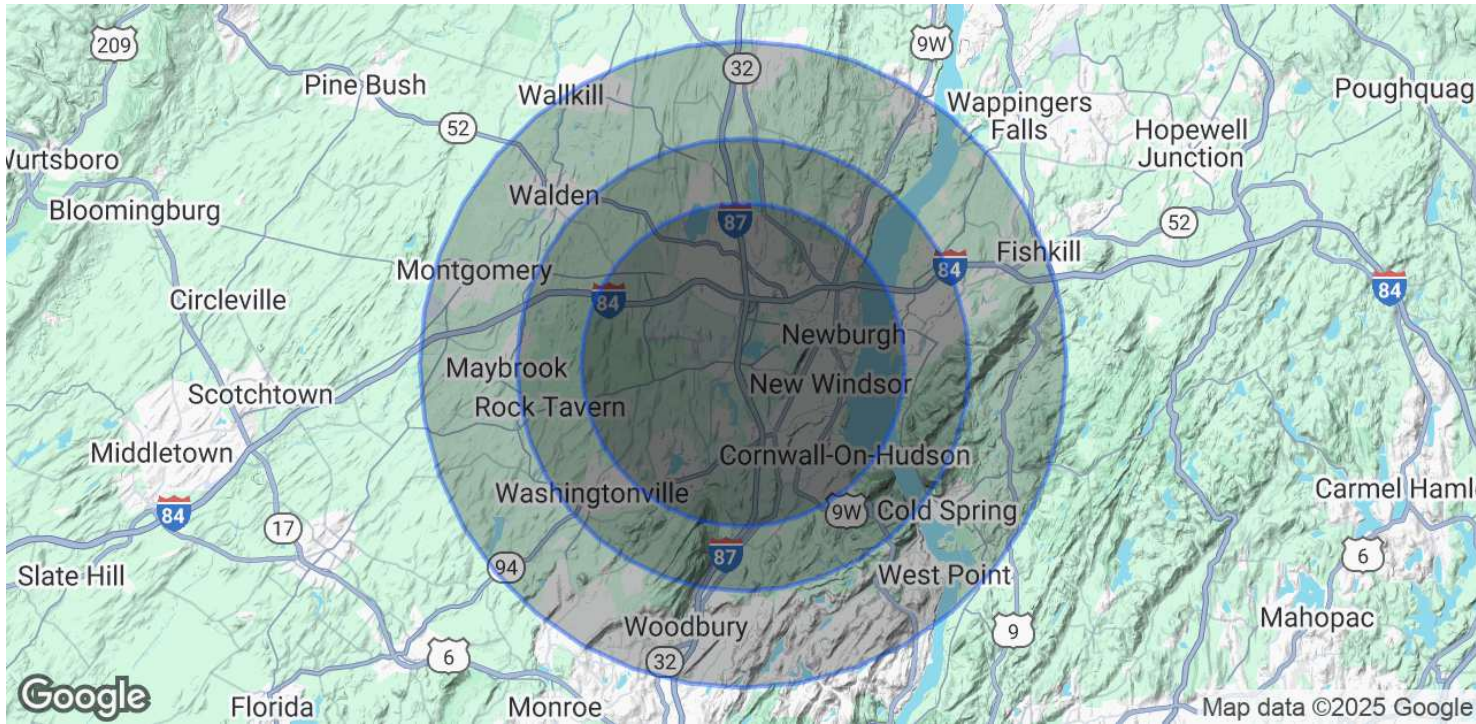 209
9W
32
Pine Bush
Wallkill
Poughquag
Wappingers
Falls
52
Hopewell
Junction
Wurtsboro
Walden
Bloomingburg
87
52
Fishkill
Montgomery
84
84
84
Circleville
Newburgh
Maybrook
New Windsor
Scotchtown
Rock Tavern
Middletown
Cornwall-On-Hudson
Washingtonville
Carmel Haml
84
9W
Cold Spring
17
87
6
94
Slate Hill
West Point
Mahopac
Woodbury
9
6
32
Google
Florida
Monroe
Map data ©2025 Google